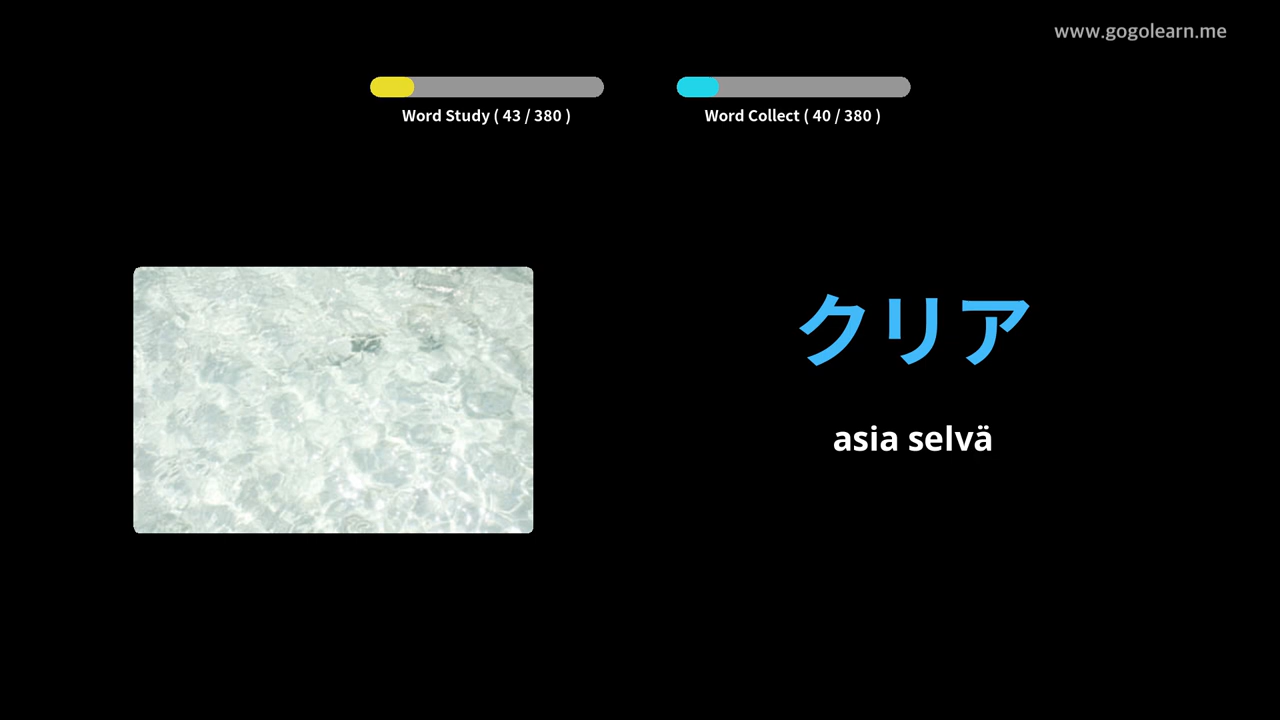 www.gogolearn.me
Word Study ( 43 / 380 )
Word Collect ( 40 / 380 )
クリア
asia selvä